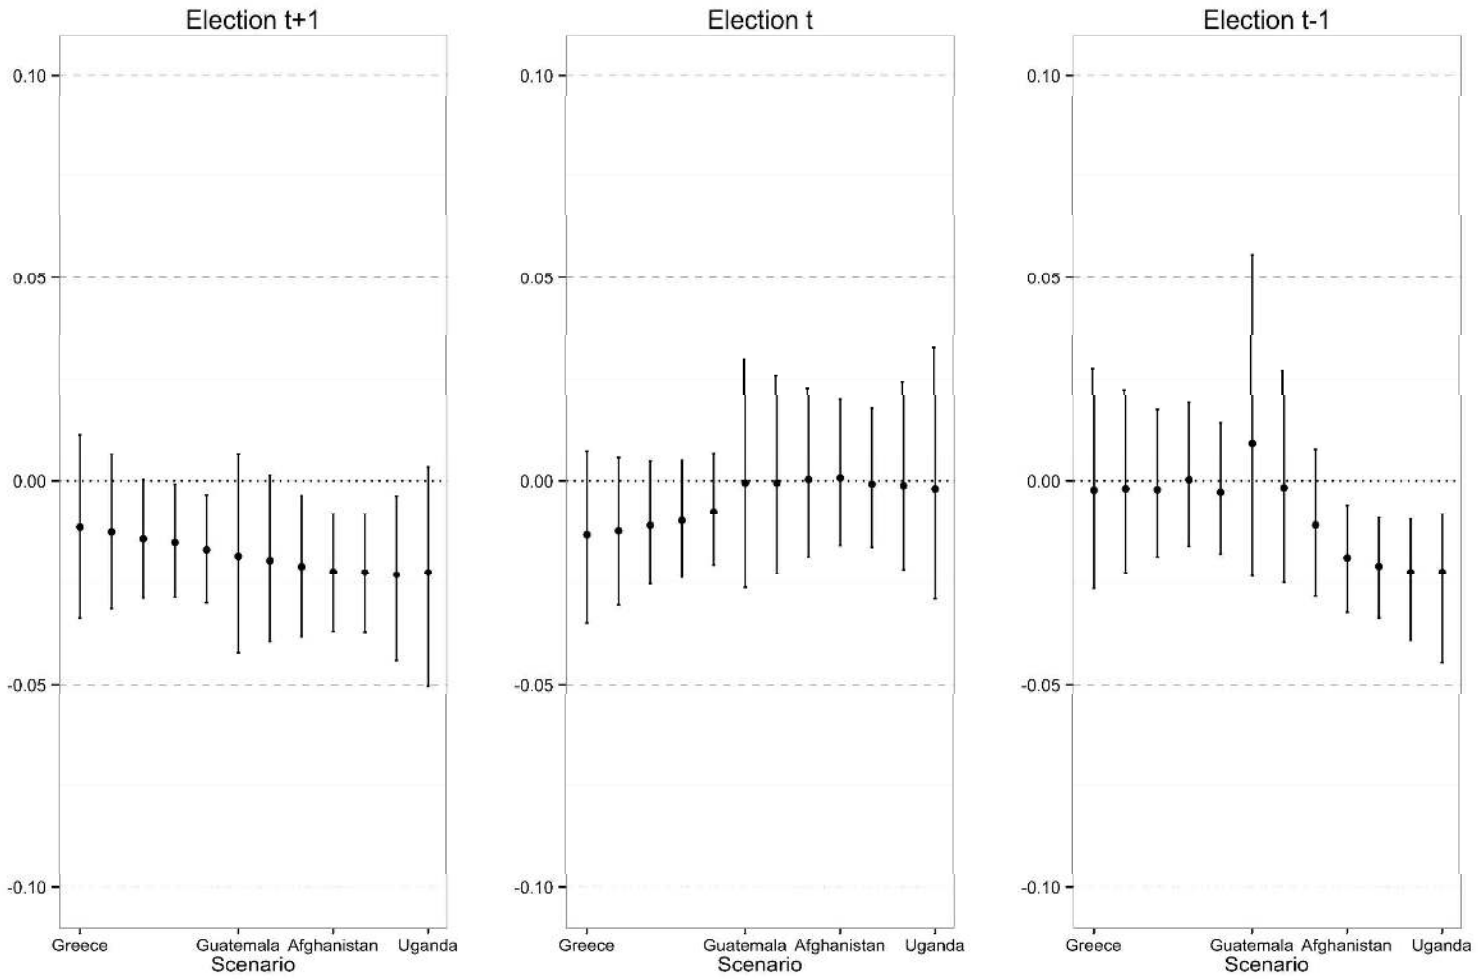 Election t+1
0.10
0.05
0.00
-0.05
-0.10
Greece Guatemala Afghanistan Uganda
Scenario
Election t
0.10
0.05
0.00
-0.05
-0.10
Greece Guatemala Afghanistan Uganda
Scenario
Election t-1
0.10
0.05
0.00
-0.05
-0.10
Greece Guatemala Afghanistan Uganda
Scenario